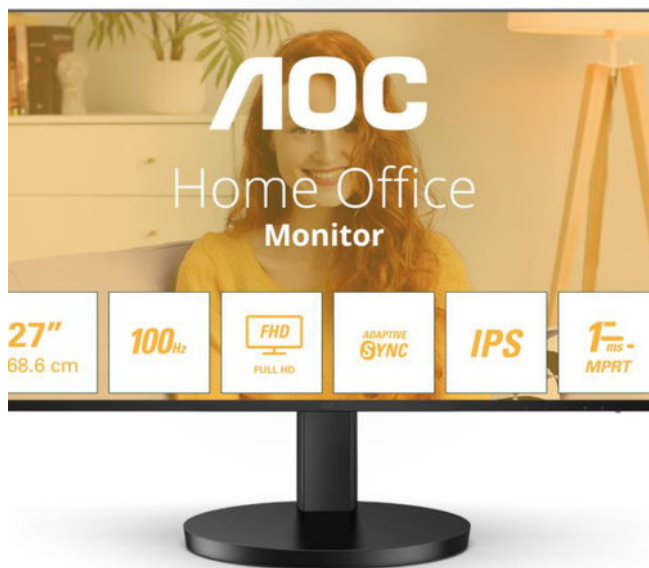 AOC
Home Office
Monitor
27"
68.6 cm
100Hz
FHD
FULL HD
ADAPTIVE
SYNC
IPS
1ms
MPRT